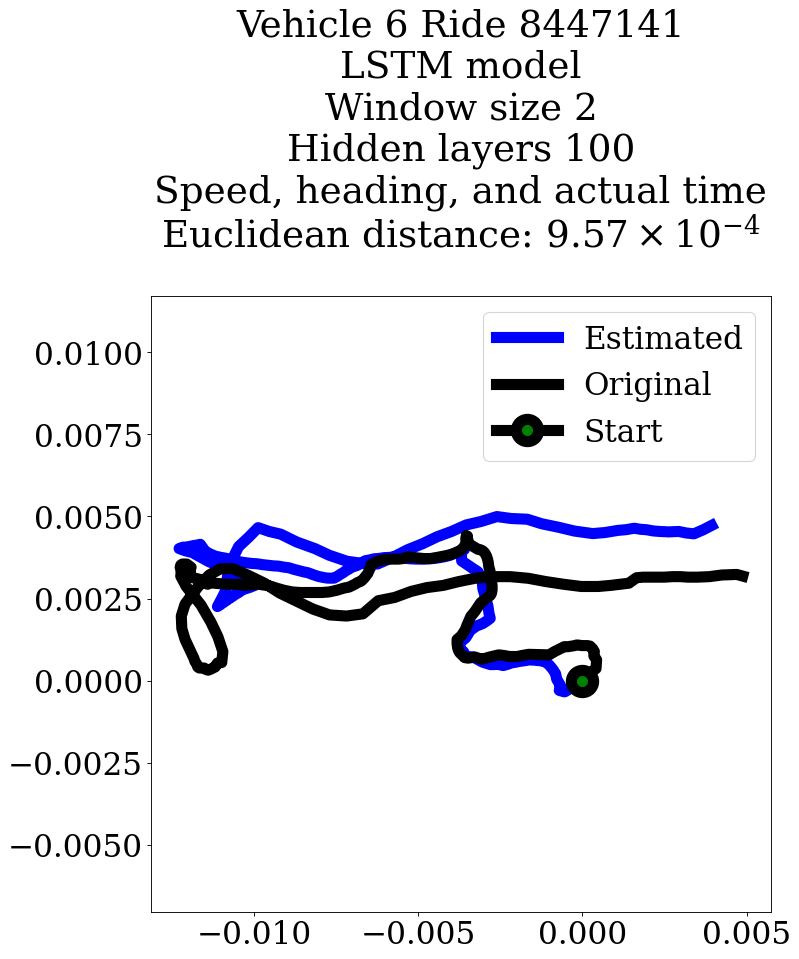 Vehicle 6 Ride 8447141
LSTM model
Window size 2
Hidden layers 100
Speed, heading, and actual time
Euclidean distance: 9.57 × 10⁻⁴
Estimated
Original
Start
0.0100
0.0075
0.0050
0.0025
0.0000
−0.0025
−0.0050
−0.010 −0.005 0.000 0.005